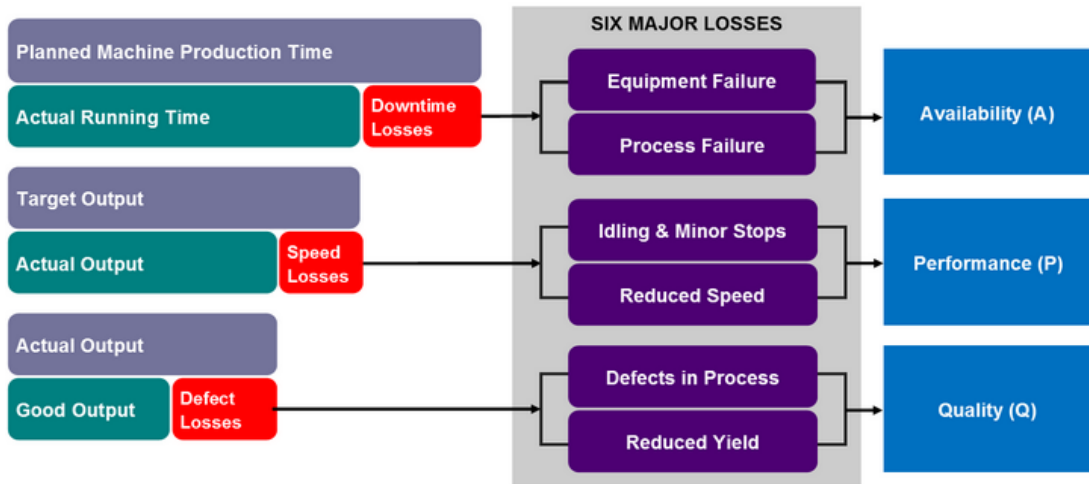 SIX MAJOR LOSSES
Planned Machine Production Time
Actual Running Time
Downtime
Losses
Equipment Failure
Process Failure
Availability (A)
Target Output
Actual Output
Speed
Losses
Idling & Minor Stops
Reduced Speed
Performance (P)
Actual Output
Good Output
Defect
Losses
Defects in Process
Reduced Yield
Quality (Q)